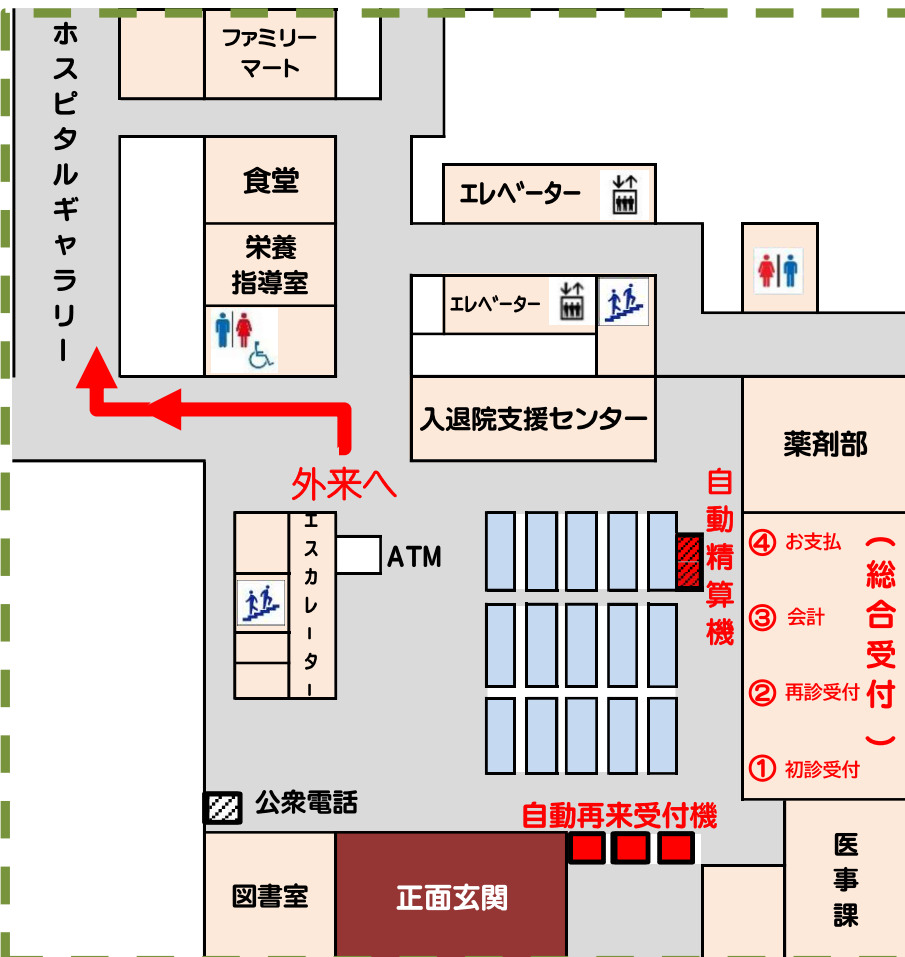 ホスピタルギャラリー
ファミリー
マート
食堂
栄養
指導室
エレベーター
エレベーター
入退院支援センター
薬剤部
外来へ
エスカレーター
ATM
自動精算機
④ お支払
③ 会計
② 再診受付
① 初診受付
(総合受付)
公衆電話
自動再来受付機
図書室
正面玄関
医事課